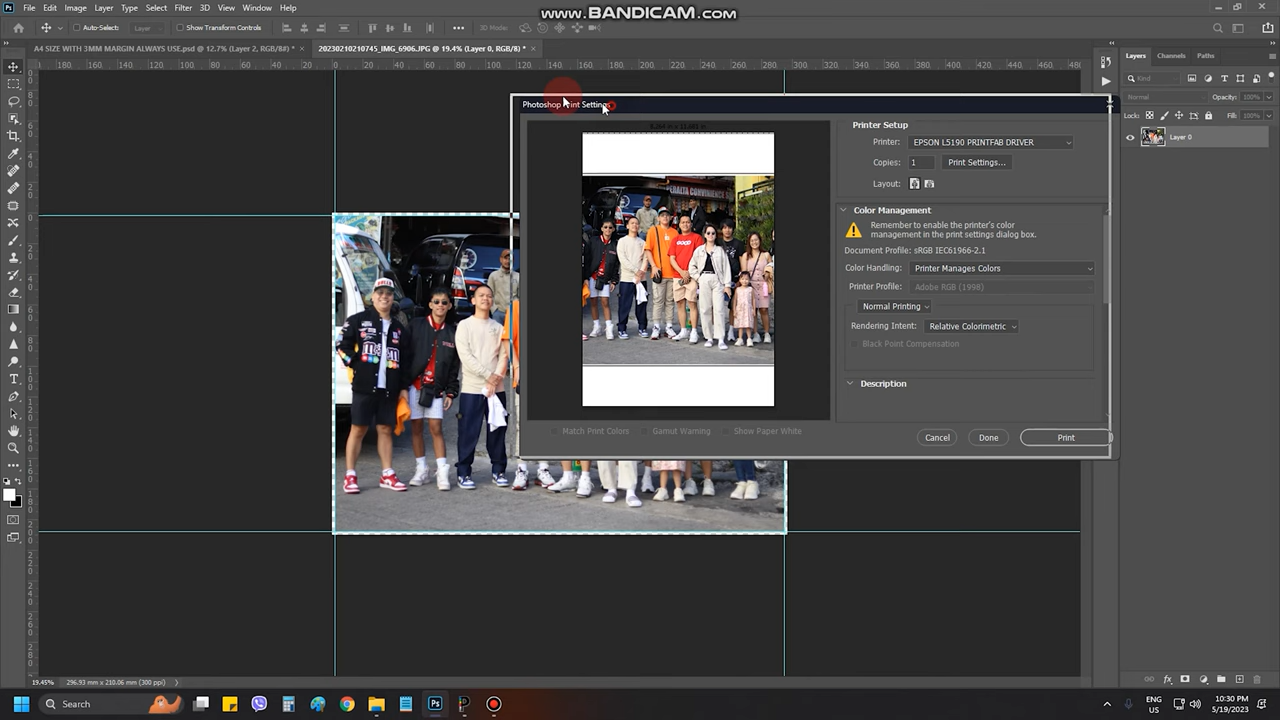 www.BANDICAM.com
Ps File Edit Image Layer Type Select Filter 3D View Window Help
Auto-Select: Layer Show Transform Controls 3D Mode:
A4 SIZE WITH 3MM MARGIN ALWAYS USE.psd @ 12.7% (Layer 2, RGB/8#) * × 20230210210745_IMG_6906.JPG @ 19.4% (Layer 0, RGB/8) * ×
Layers Channels Paths
Kind
Normal Opacity: 100%
Lock: Fill: 100%
Layer 0
Photoshop Print Settings
PERALTA CONVENIENCE
GOOD
Printer Setup
Printer: EPSON L5190 PRINTFAB DRIVER
Copies: 1 Print Settings...
Layout:
Color Management
Remember to enable the printer's color
management in the print settings dialog box.
Document Profile: sRGB IEC61966-2.1
Color Handling: Printer Manages Colors
Printer Profile: Adobe RGB (1998)
Normal Printing
Rendering Intent: Relative Colorimetric
Black Point Compensation
Description
Match Print Colors Gamut Warning Show Paper White
Cancel Done Print
19.45% 296.93 mm x 210.06 mm (300 ppi)
Search
ENG
US
10:30 PM
5/19/2023